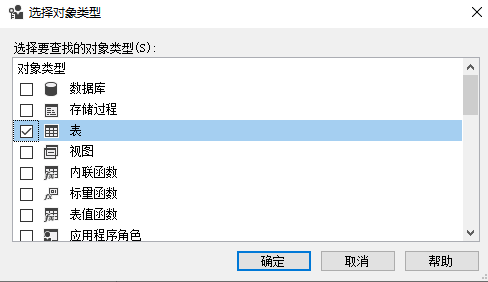 选择对象类型
选择要查找的对象类型(S):
对象类型
数据库
存储过程
表
视图
内联函数
标量函数
表值函数
应用程序角色
确定 取消 帮助